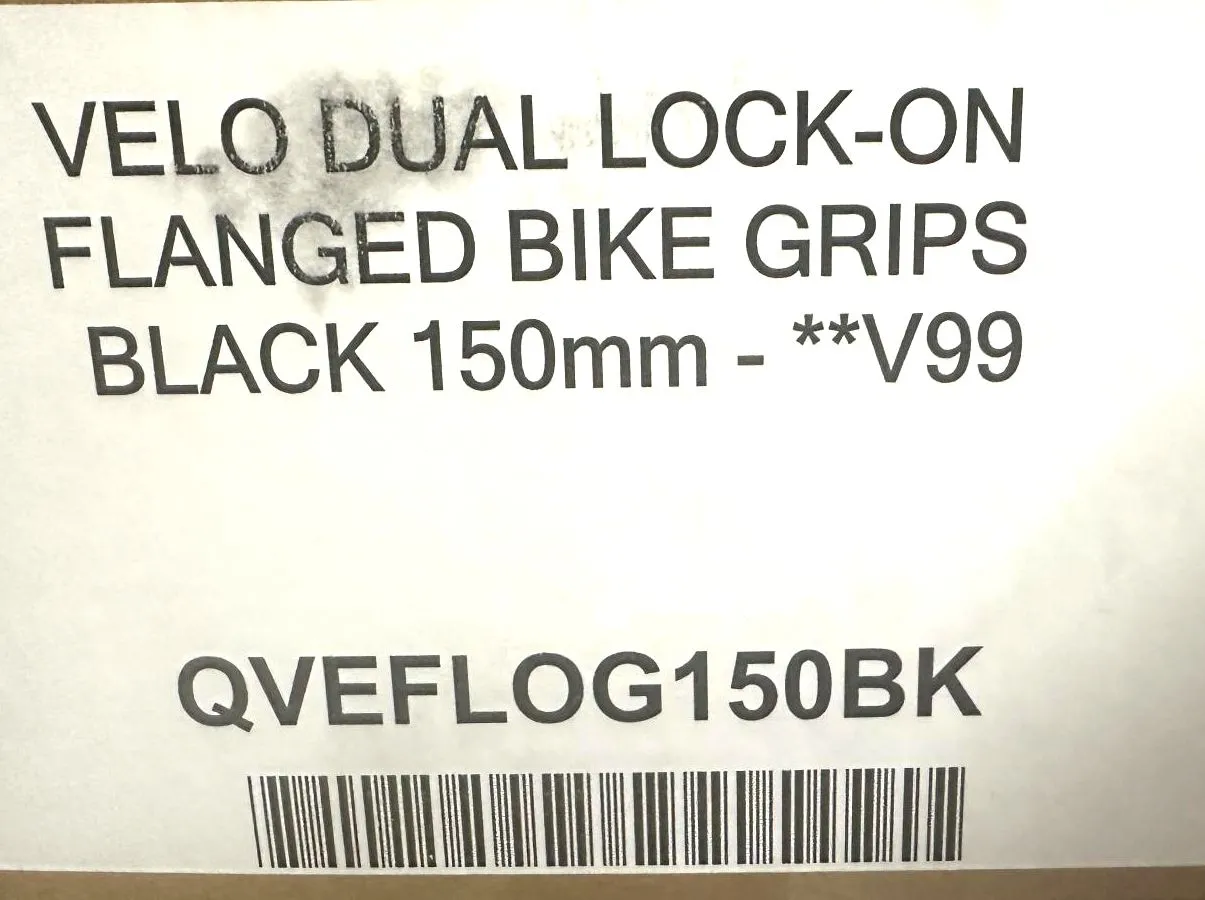 VELO DUAL LOCK-ON
FLANGED BIKE GRIPS
BLACK 150mm - **V99
QVEFLOG150BK